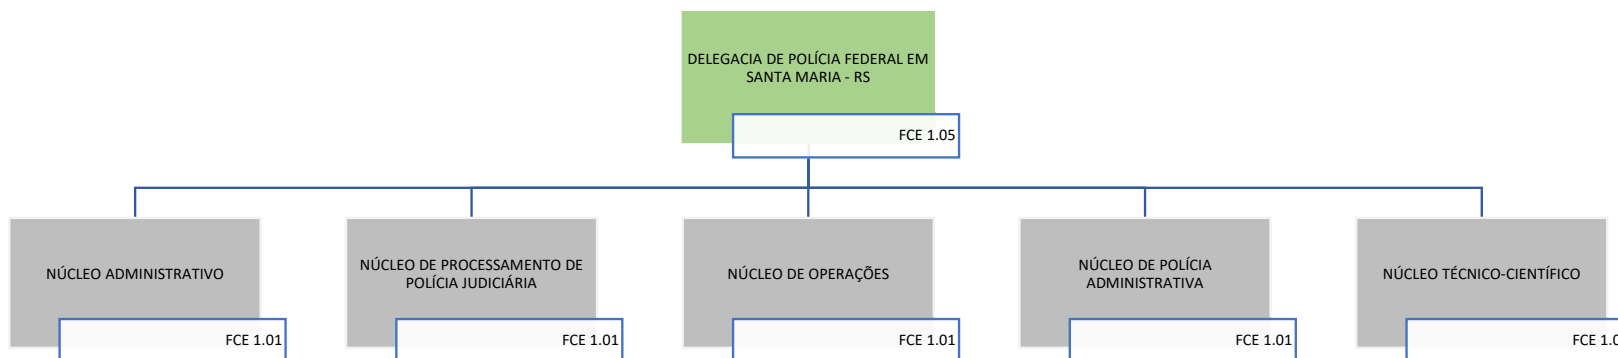 DELEGACIA DE POLÍCIA FEDERAL EM
SANTA MARIA - RS
FCE 1.05
NÚCLEO ADMINISTRATIVO
FCE 1.01
NÚCLEO DE PROCESSAMENTO DE
POLÍCIA JUDICIÁRIA
FCE 1.01
NÚCLEO DE OPERAÇÕES
FCE 1.01
NÚCLEO DE POLÍCIA
ADMINISTRATIVA
FCE 1.01
NÚCLEO TÉCNICO-CIENTÍFICO
FCE